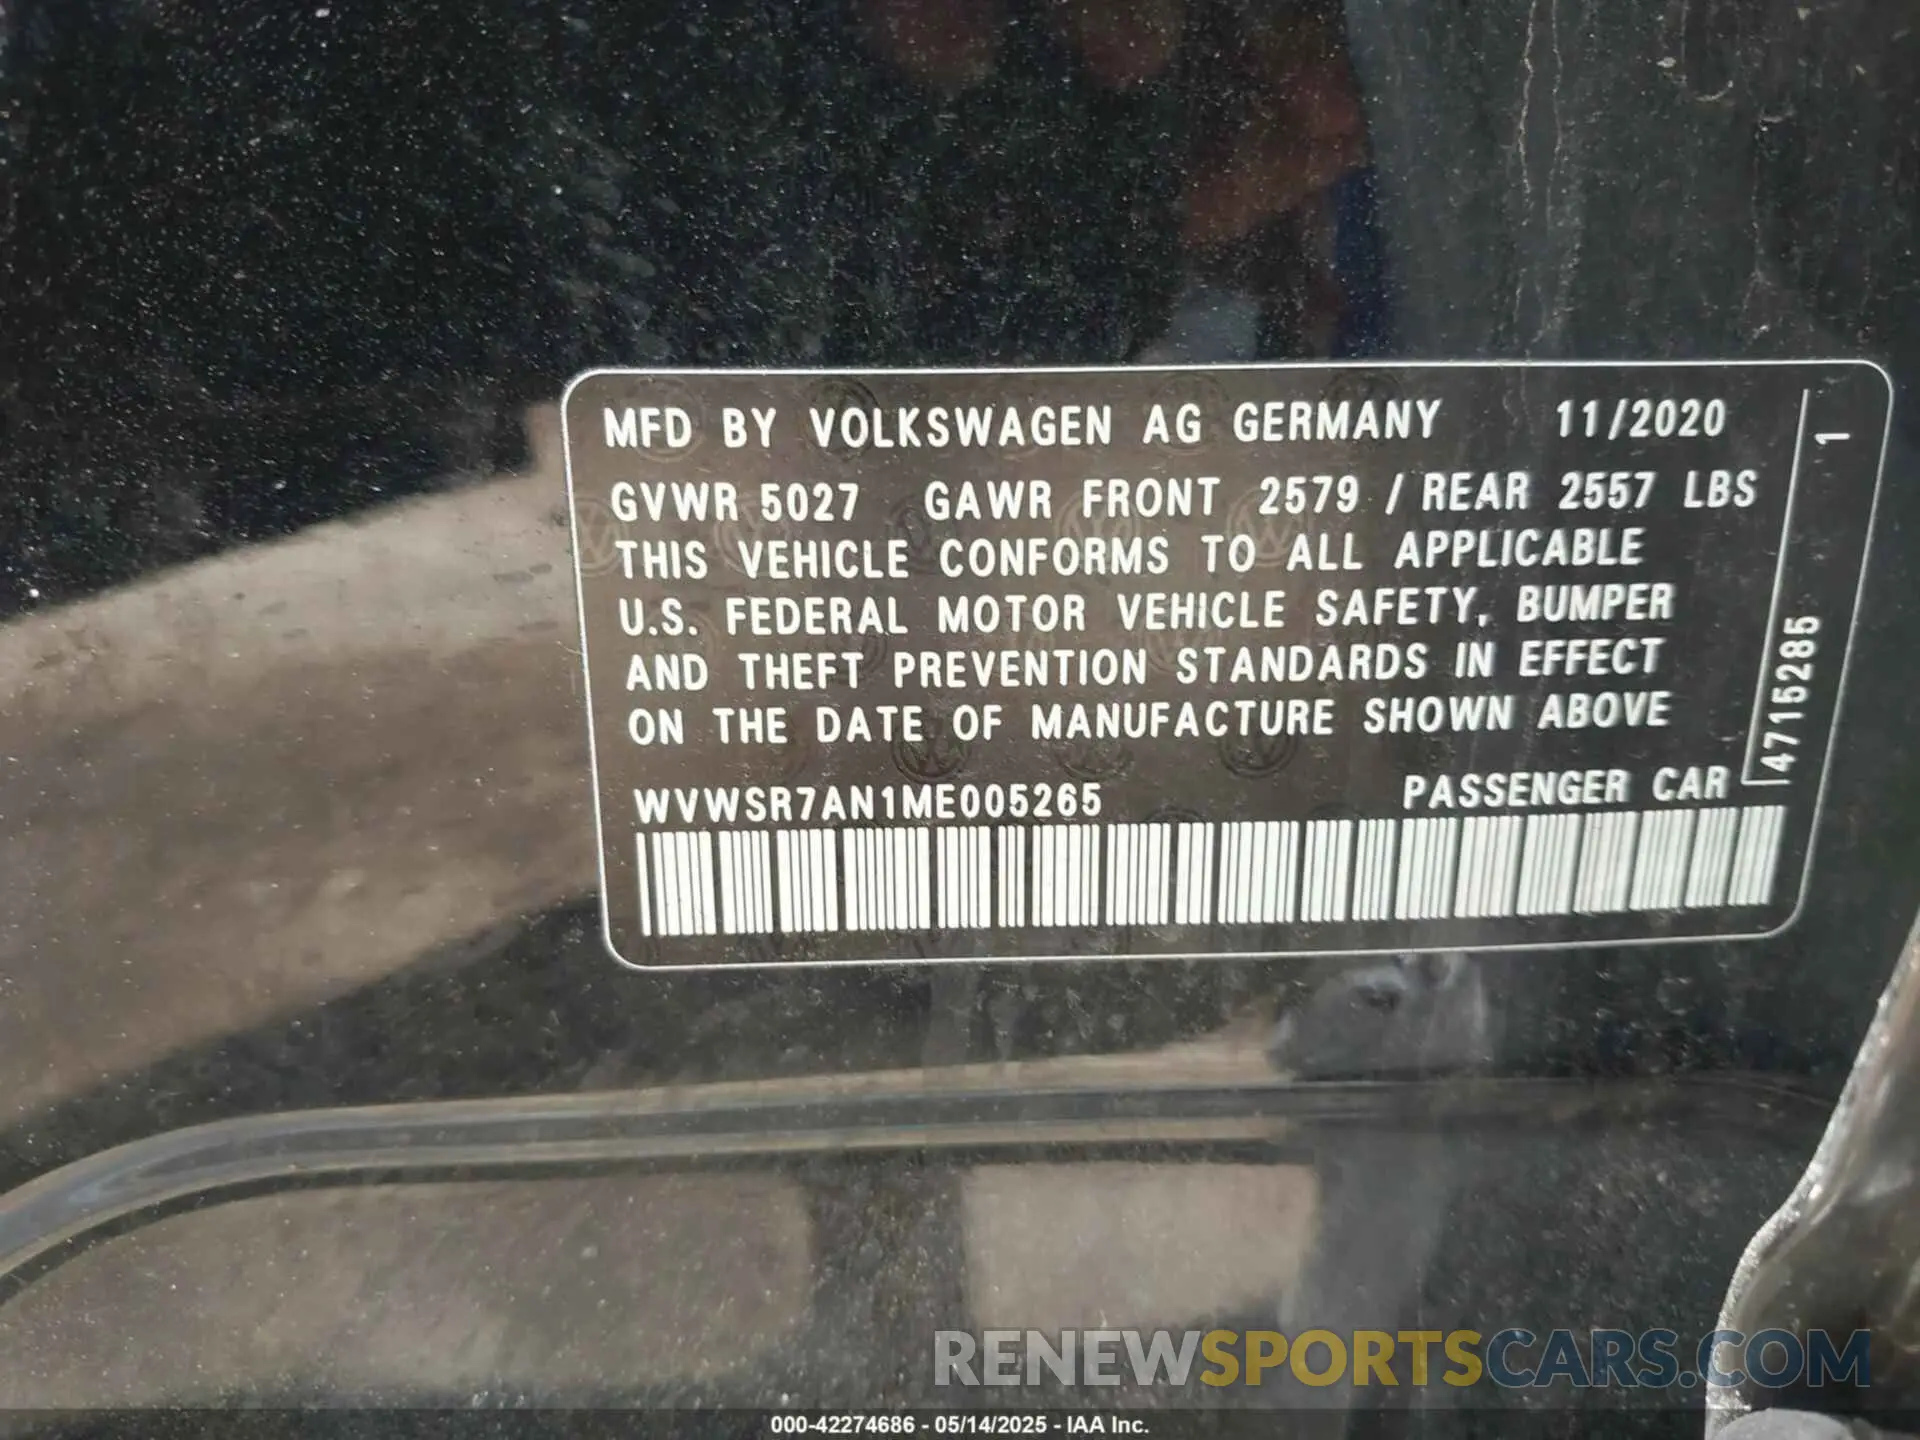 MFD BY VOLKSWAGEN AG GERMANY 11/2020
GVWR 5027 GAWR FRONT 2579 / REAR 2557 LBS
THIS VEHICLE CONFORMS TO ALL APPLICABLE
U.S. FEDERAL MOTOR VEHICLE SAFETY, BUMPER
AND THEFT PREVENTION STANDARDS IN EFFECT
ON THE DATE OF MANUFACTURE SHOWN ABOVE
WVWSR7AN1ME005265 PASSENGER CAR
4715285 1
RENEWSPORTSCARS.COM
000-42274686 - 05/14/2025 - IAA Inc.